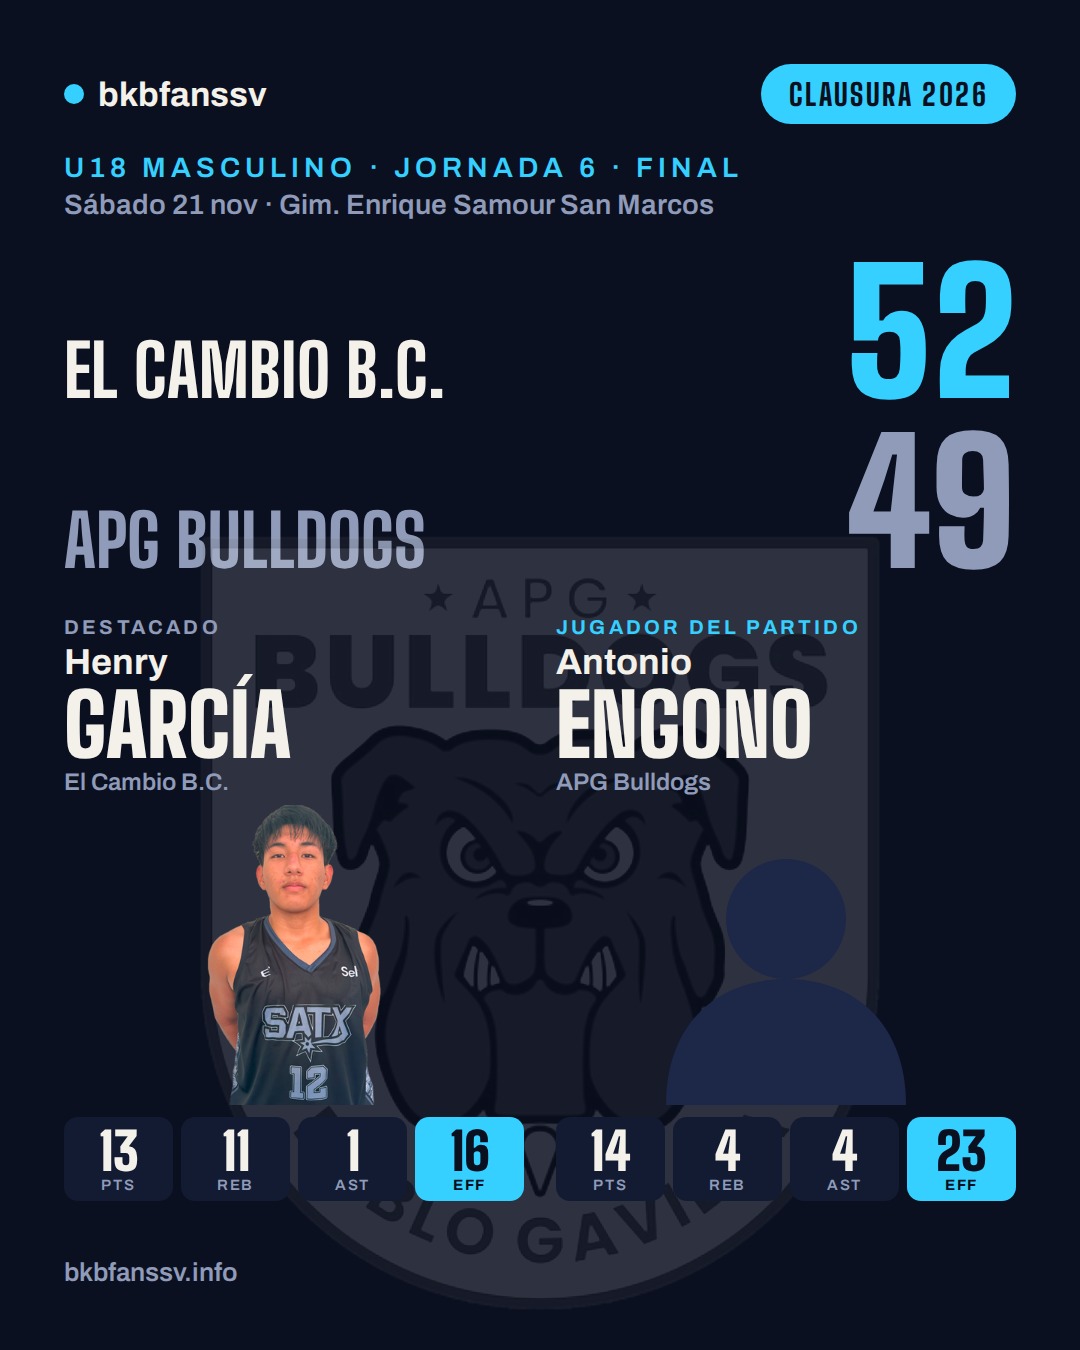 bkbfanssv
CLAUSURA 2026
U18 MASCULINO · JORNADA 6 · FINAL
Sábado 21 nov · Gim. Enrique Samour San Marcos
EL CAMBIO B.C.
52
APG BULLDOGS
49
APG
BULLDOGS
DESTACADO
Henry
GARCÍA
El Cambio B.C.
JUGADOR DEL PARTIDO
Antonio
ENGONO
APG Bulldogs
SATX
12
13
PTS
11
REB
1
AST
16
EFF
14
PTS
4
REB
4
AST
23
EFF
bkbfanssv.info